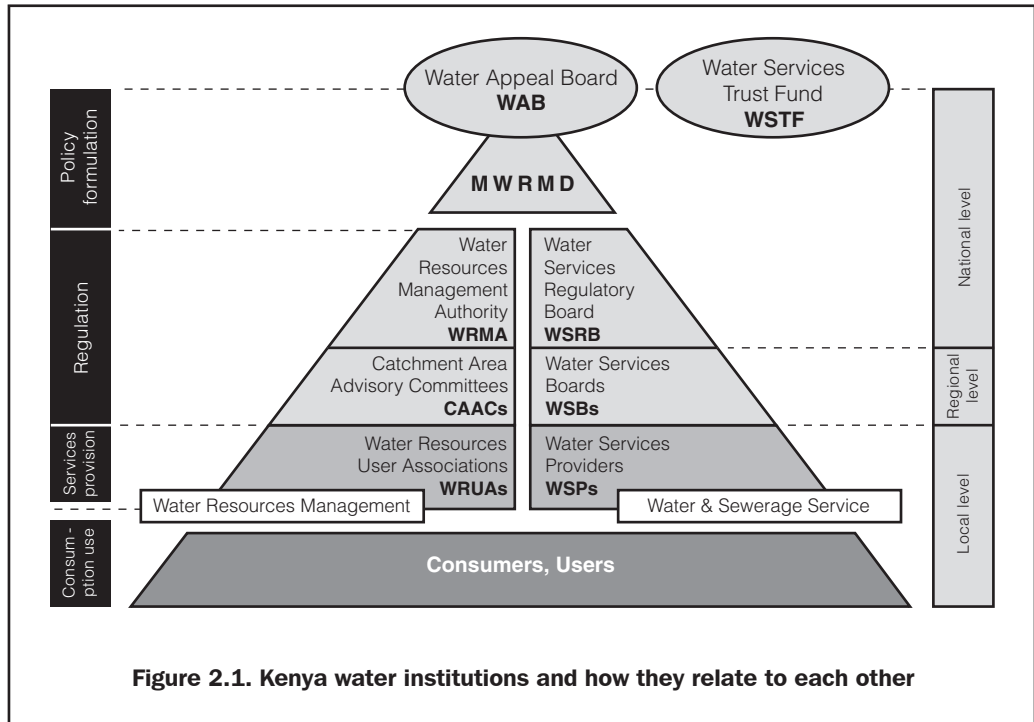 Water Appeal Board
WAB
Water Services
Trust Fund
WSTF
Policy
formulation
M W R M D
National level
Regulation
Water
Resources
Management
Authority
WRMA
Water
Services
Regulatory
Board
WSRB
Catchment Area
Advisory Committees
CAACs
Water Services
Boards
WSBs
Regional
level
Services
provision
Water Resources
User Associations
WRUAs
Water Services
Providers
WSPs
Water Resources Management
Water & Sewerage Service
Local level
Consum -
ption use
Consumers, Users
Figure 2.1. Kenya water institutions and how they relate to each other